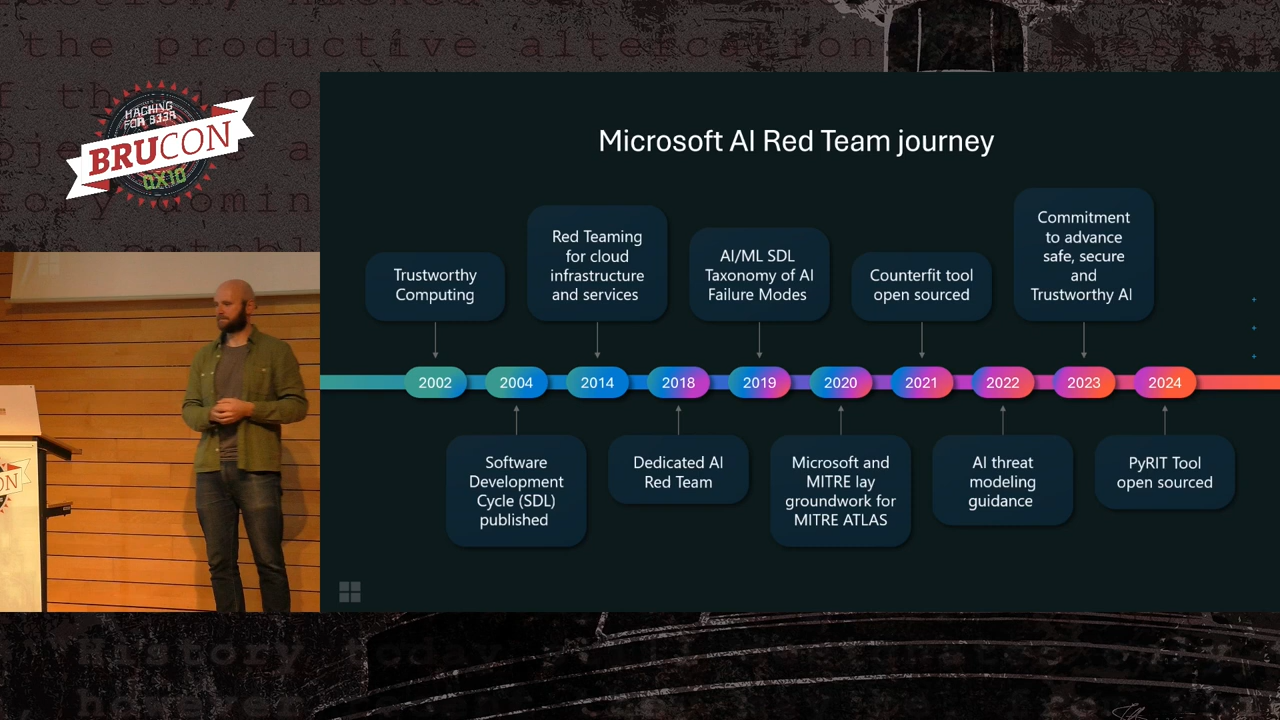 the productive altercation
HACKING
FOR B33R
BRUCON
0X10
Microsoft AI Red Team journey
Trustworthy
Computing
Red Teaming
for cloud
infrastructure
and services
AI/ML SDL
Taxonomy of AI
Failure Modes
Counterfit tool
open sourced
Commitment
to advance
safe, secure
and
Trustworthy AI
2002
2004
2014
2018
2019
2020
2021
2022
2023
2024
Software
Development
Cycle (SDL)
published
Dedicated AI
Red Team
Microsoft and
MITRE lay
groundwork for
MITRE ATLAS
AI threat
modeling
guidance
PyRIT Tool
open sourced
History today
however